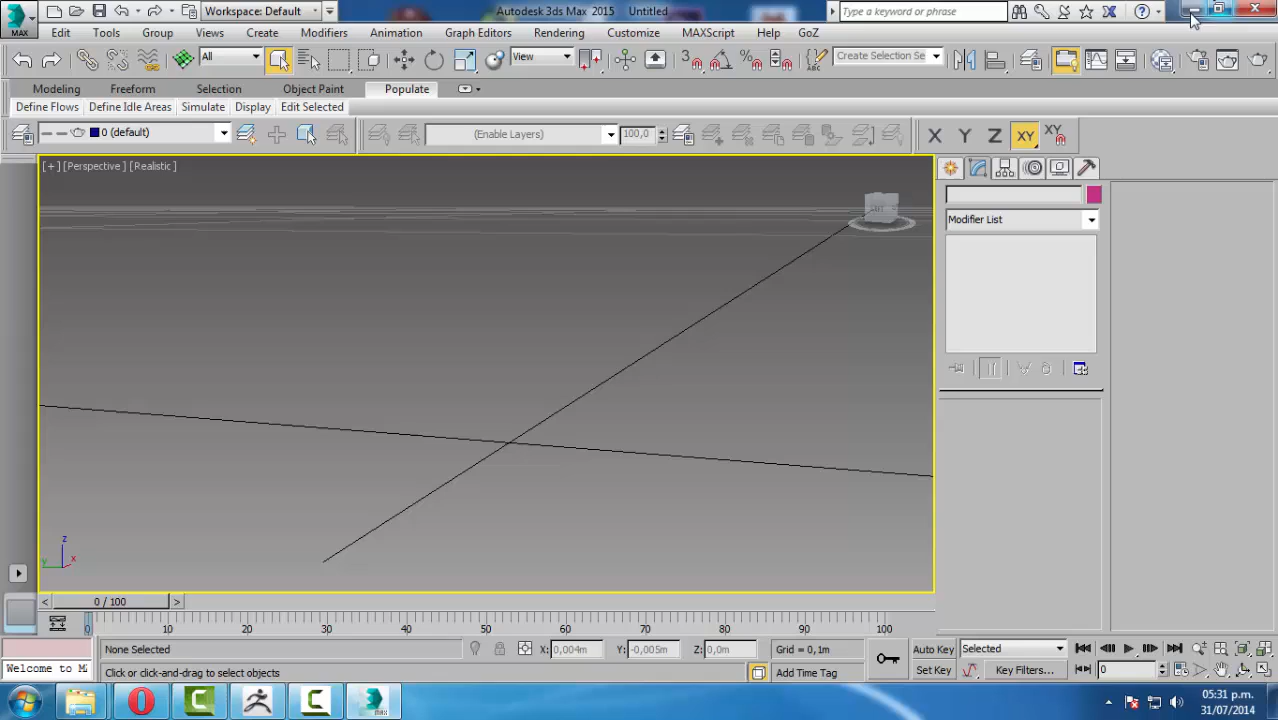 Workspace: Default
Autodesk 3ds Max 2015   Untitled
Type a keyword or phrase
MAX
Edit Tools Group Views Create Modifiers Animation Graph Editors Rendering Customize MAXScript Help GoZ
All
View
3
ABC
Create Selection Se
Modeling Freeform Selection Object Paint Populate
Define Flows Define Idle Areas Simulate Display Edit Selected
0 (default)
(Enable Layers)
100,0
X Y Z XY XY
[+] [Perspective ] [Realistic ]
Modifier List
z
y x
< 0 / 100 >
0 10 20 30 40 50 60 70 80 90 100
None Selected
X: 0,004m
Y: -0,005m
Z: 0,0m
Grid = 0,1m
Auto Key
Selected
Welcome to M
Click or click-and-drag to select objects
Add Time Tag
Set Key
Key Filters...
0
MAX
05:31 p.m.
31/07/2014